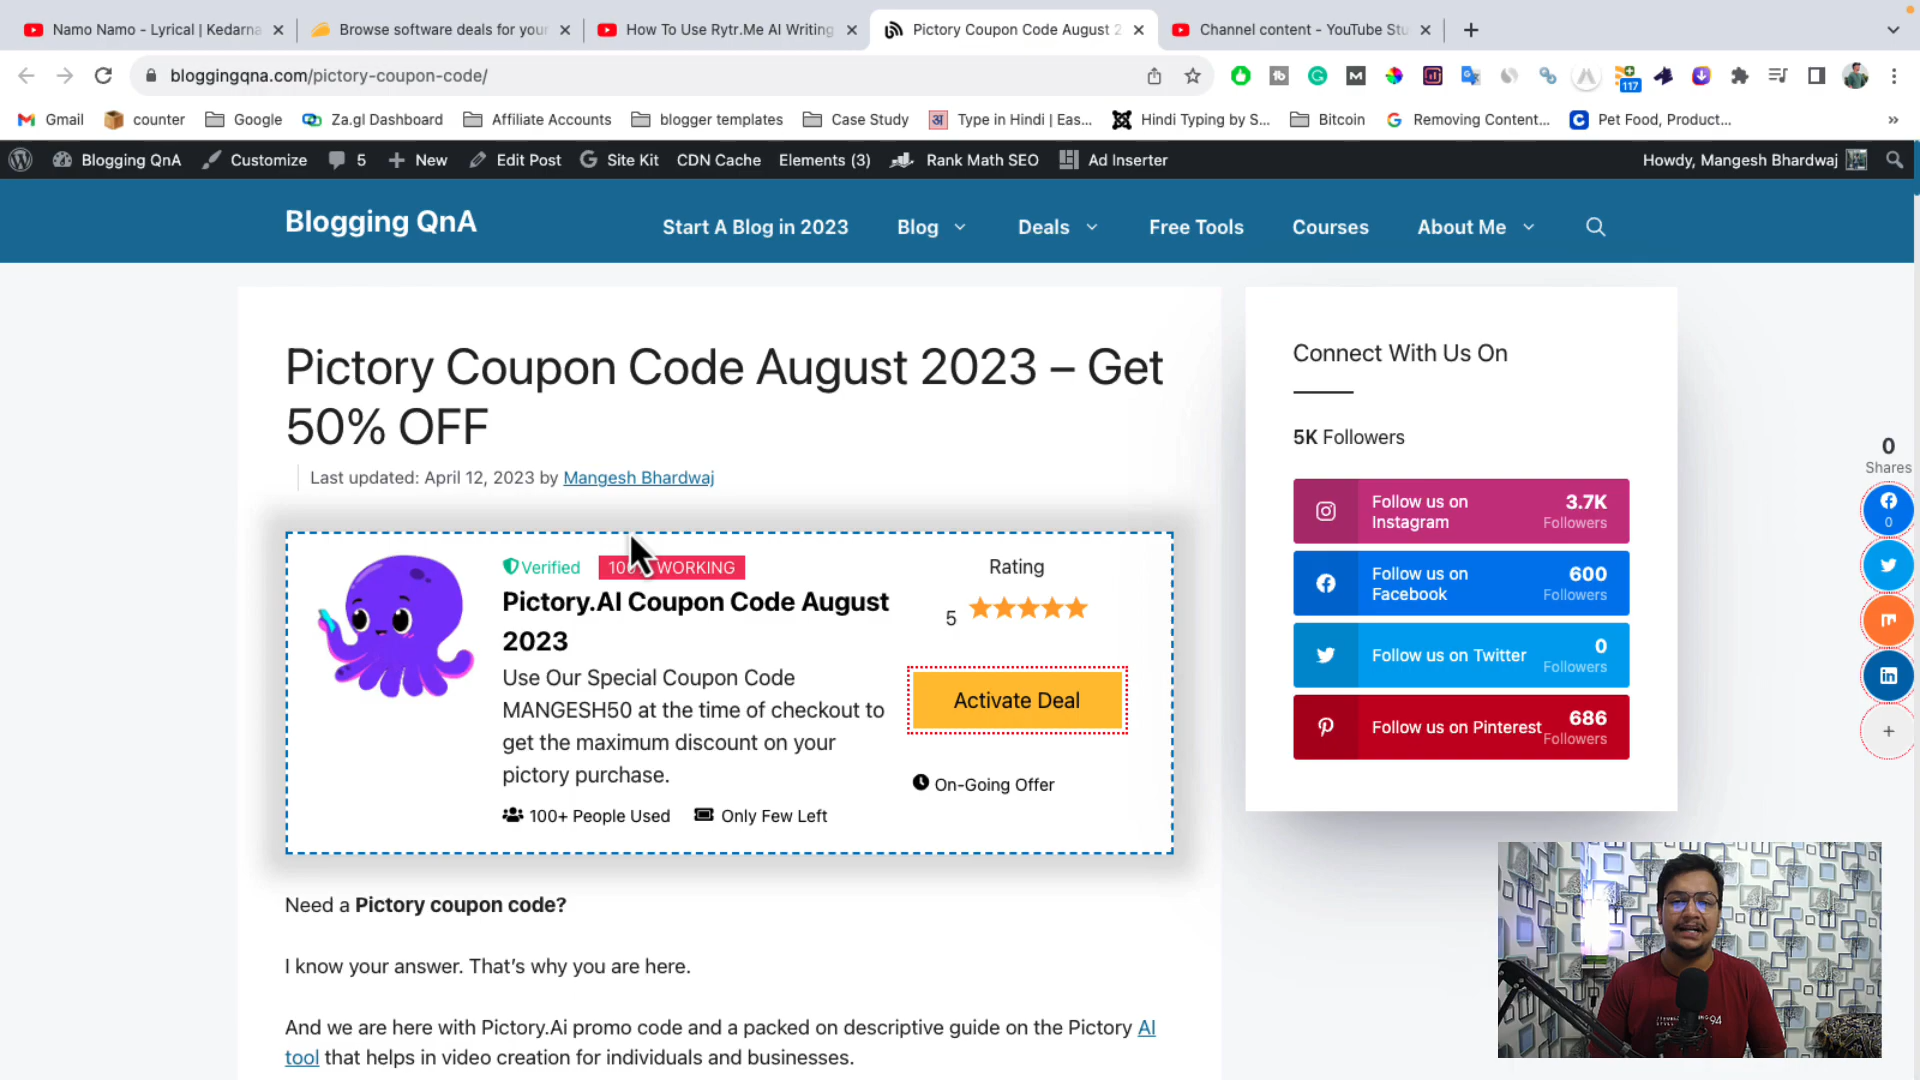 Namo Namo - Lyrical | Kedarna
Browse software deals for your
How To Use Rytr.Me AI Writing
Pictory Coupon Code August 2
Channel content - YouTube Stu
bloggingqna.com/pictory-coupon-code/
117
Gmail
counter
Google
Za.gl Dashboard
Affiliate Accounts
blogger templates
Case Study
Type in Hindi | Eas...
Hindi Typing by S...
Bitcoin
Removing Content...
Pet Food, Product...
Blogging QnA
Customize
5
New
Edit Post
Site Kit
CDN Cache
Elements (3)
Rank Math SEO
Ad Inserter
Howdy, Mangesh Bhardwaj
Blogging QnA
Start A Blog in 2023
Blog
Deals
Free Tools
Courses
About Me
Pictory Coupon Code August 2023 – Get
50% OFF
Last updated: April 12, 2023 by Mangesh Bhardwaj
Verified
WORKING
Pictory.AI Coupon Code August
2023
Use Our Special Coupon Code
MANGESH50 at the time of checkout to
get the maximum discount on your
pictory purchase.
100+ People Used
Only Few Left
Rating
5
Activate Deal
On-Going Offer
Need a Pictory coupon code?
I know your answer. That's why you are here.
And we are here with Pictory.Ai promo code and a packed on descriptive guide on the Pictory AI
tool that helps in video creation for individuals and businesses.
Connect With Us On
5K Followers
Follow us on
Instagram
3.7K
Followers
Follow us on
Facebook
600
Followers
Follow us on Twitter
0
Followers
Follow us on Pinterest
686
Followers
0
Shares
0